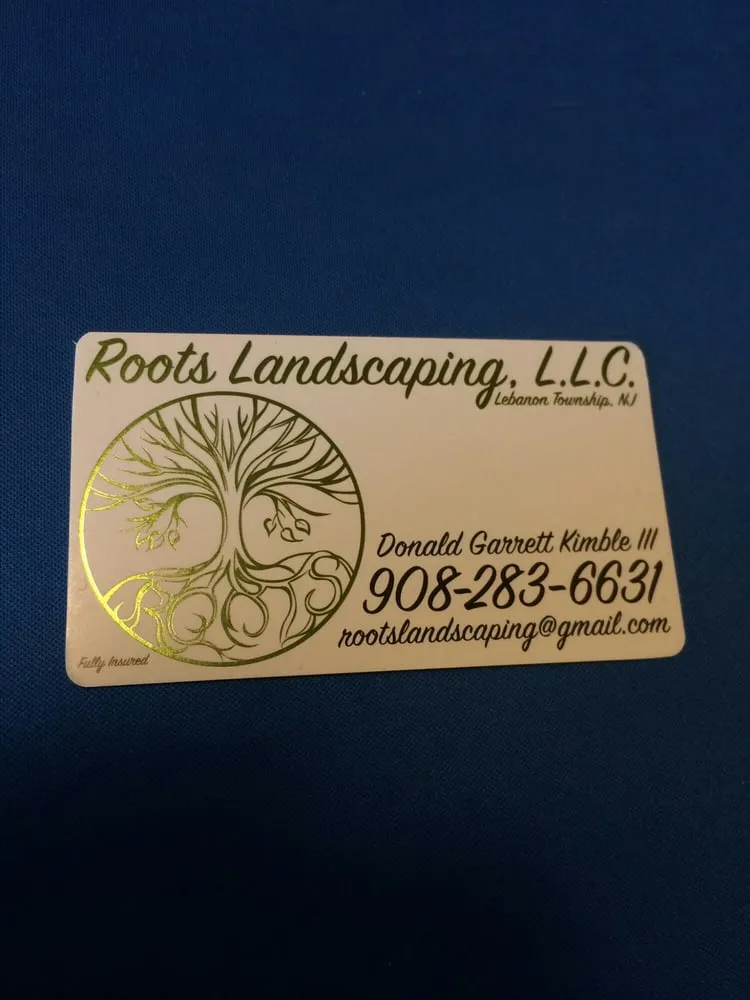 Roots Landscaping, L.L.C.
Lebanon Township, NJ
ROOTS
Donald Garrett Kimble III
908-283-6631
rootslandscaping@gmail.com
Fully Insured